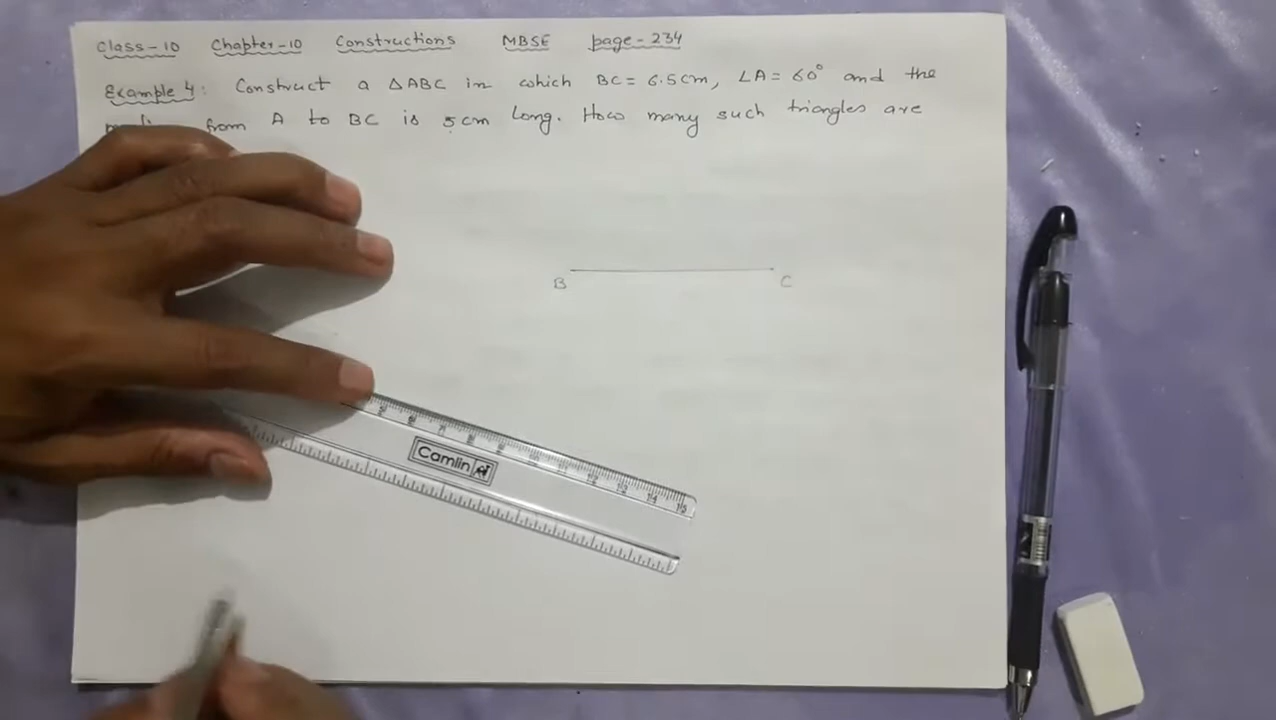 Class-10 Chapter-10 Constructions MBSE page-234
Example 4: Construct a ΔABC in which BC = 6.5cm, ∠A = 60° and the
from A to BC is 5cm long. How many such triangles are
B C
Camlin